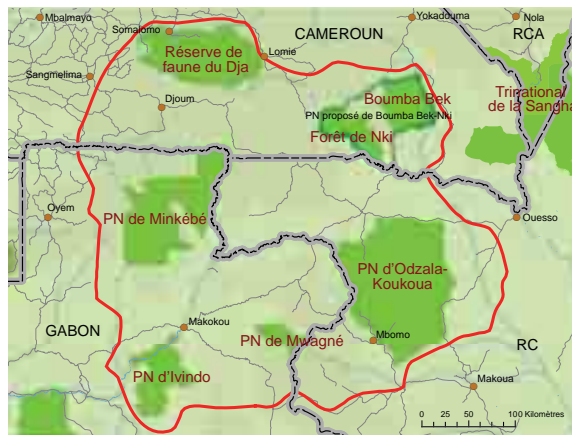 Mbalmayo
Somalomo
Yokadouma
Nola
CAMEROUN
RCA
Réserve de
faune du Dja
Lomie
Sangmelima
Djoum
Boumba Bek
PN proposé de Boumba Bek-Nki
Forêt de Nki
Trinational
de la Sangha
Oyem
PN de Minkébé
Ouesso
PN d'Odzala-
Koukoua
GABON
Makokou
PN de Mwagné
Mbomo
RC
PN d'Ivindo
Makoua
0 25 50 100 Kilomètres